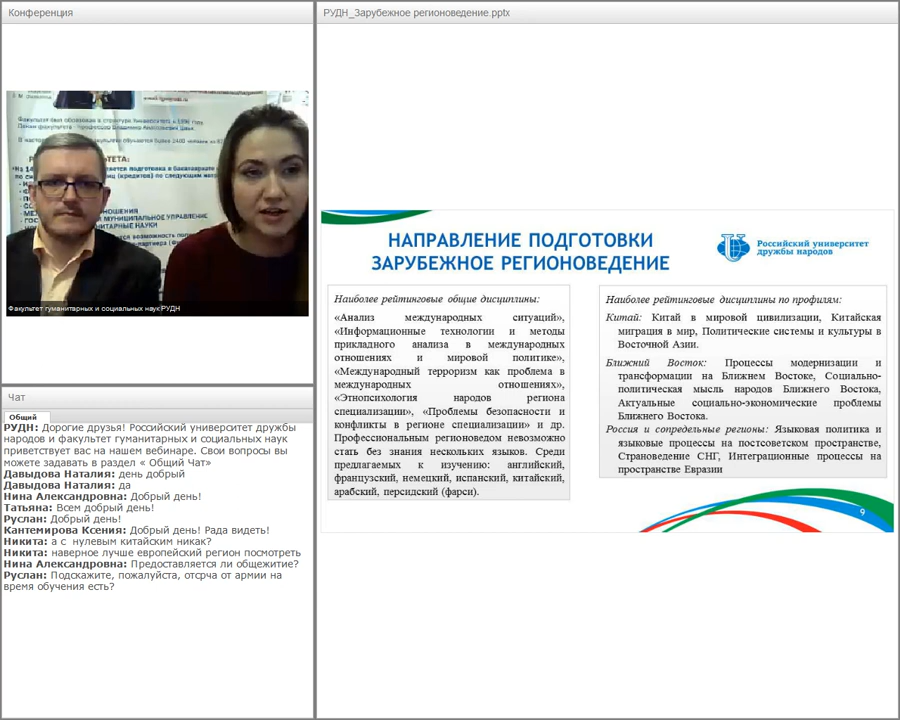 Конференция
Факультет был образован в структуре Университета в 1996 году.
ЗАРУБЕЖНОЕ
Факультет гуманитарных и социальных наук РУДН
Чат
Общий
РУДН: Дорогие друзья! Российский университет дружбы
народов и факультет гуманитарных и социальных наук
приветствует вас на нашем вебинаре. Свои вопросы вы
можете задавать в раздел « Общий Чат»
Давыдова Наталия: день добрый
Давыдова Наталия: да
Нина Александровна: Добрый день!
Татьяна: Всем добрый день!
Руслан: Добрый день!
Кантемирова Ксения: Добрый день! Рада видеть!
Никита: а с нулевым китайским никак?
Никита: наверное лучше европейский регион посмотреть
Нина Александровна: Предоставляется ли общежитие?
Руслан: Подскажите, пожалуйста, отсрча от армии на
время обучения есть?
РУДН_Зарубежное регионоведение.pptx
НАПРАВЛЕНИЕ ПОДГОТОВКИ
ЗАРУБЕЖНОЕ РЕГИОНОВЕДЕНИЕ
Российский университет
дружбы народов
Наиболее рейтинговые общие дисциплины:
«Анализ международных ситуаций»,
«Информационные технологии и методы
прикладного анализа в международных
отношениях и мировой политике»,
«Международный терроризм как проблема в
международных отношениях»,
«Этнопсихология народов региона
специализации», «Проблемы безопасности и
конфликты в регионе специализации» и др.
Профессиональным регионоведом невозможно
стать без знания нескольких языков. Среди
предлагаемых к изучению: английский,
французский, немецкий, испанский, китайский,
арабский, персидский (фарси).
Наиболее рейтинговые дисциплины по профилям:
Китай: Китай в мировой цивилизации, Китайская
миграция в мир, Политические системы и культуры в
Восточной Азии.
Ближний Восток: Процессы модернизации и
трансформации на Ближнем Востоке, Социально-
политическая мысль народов Ближнего Востока,
Актуальные социально-экономические проблемы
Ближнего Востока.
Россия и сопредельные регионы: Языковая политика и
языковые процессы на постсоветском пространстве,
Страноведение СНГ, Интеграционные процессы на
пространстве Евразии
9